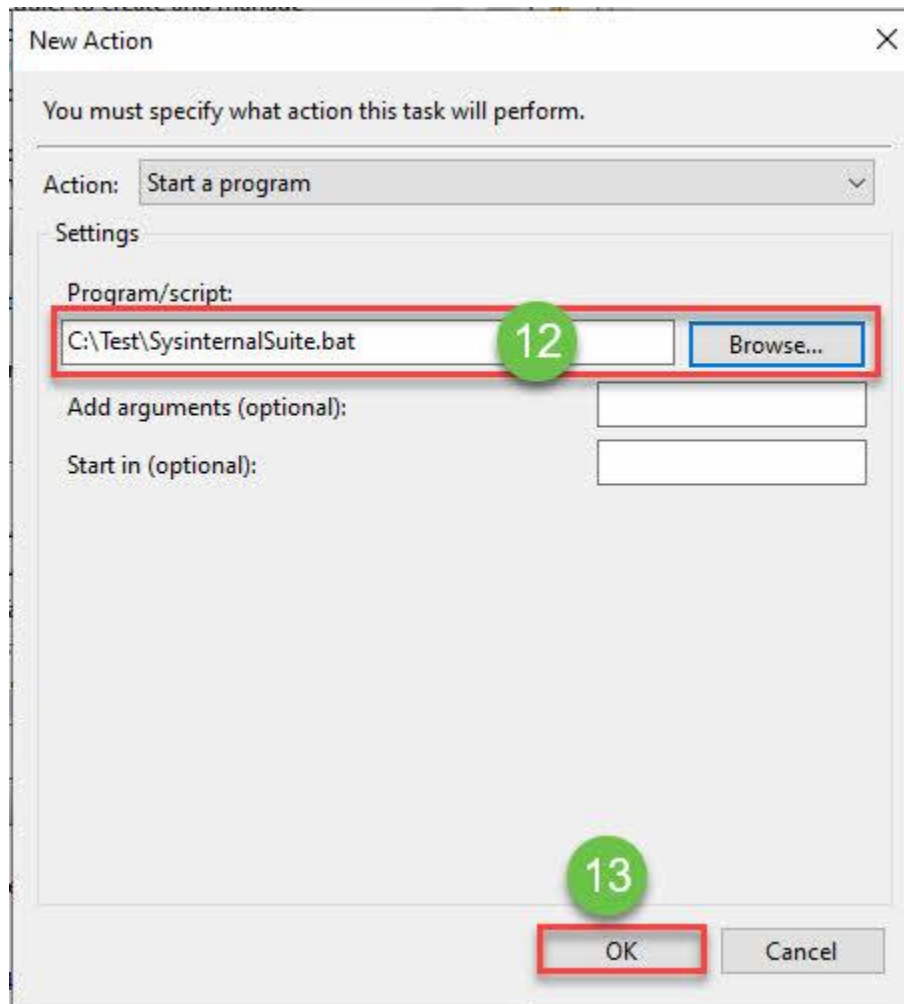 New Action
You must specify what action this task will perform.
Action: Start a program
Settings
Program/script:
C:\Test\SysinternalSuite.bat 12 Browse...
Add arguments (optional):
Start in (optional):
13
OK Cancel